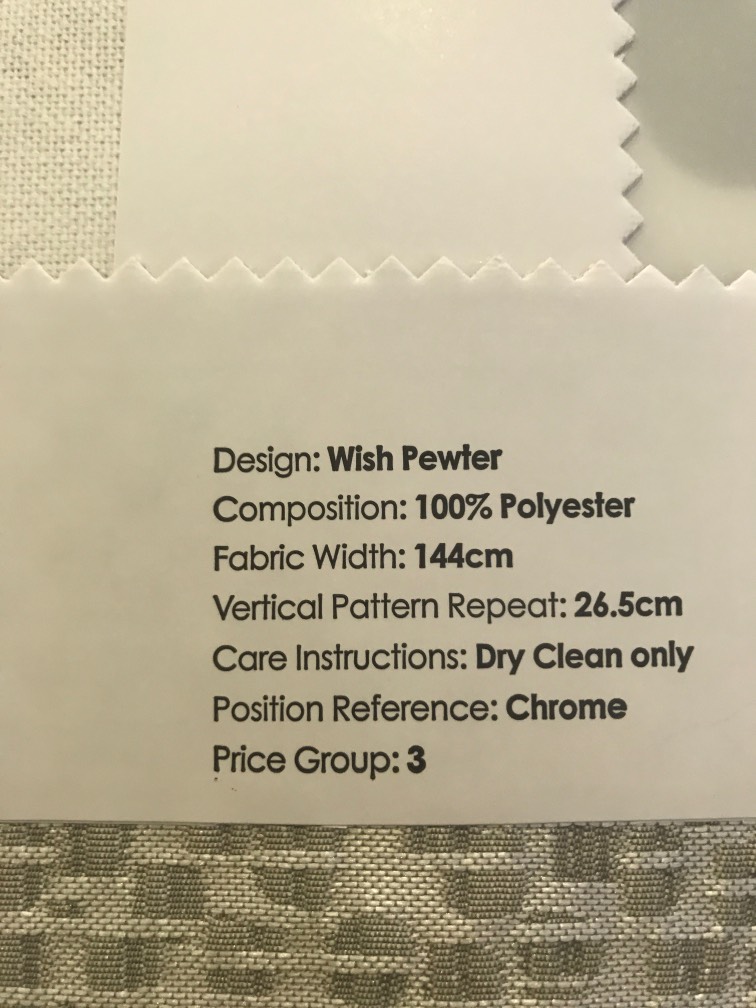 Design: Wish Pewter
Composition: 100% Polyester
Fabric Width: 144cm
Vertical Pattern Repeat: 26.5cm
Care Instructions: Dry Clean only
Position Reference: Chrome
Price Group: 3